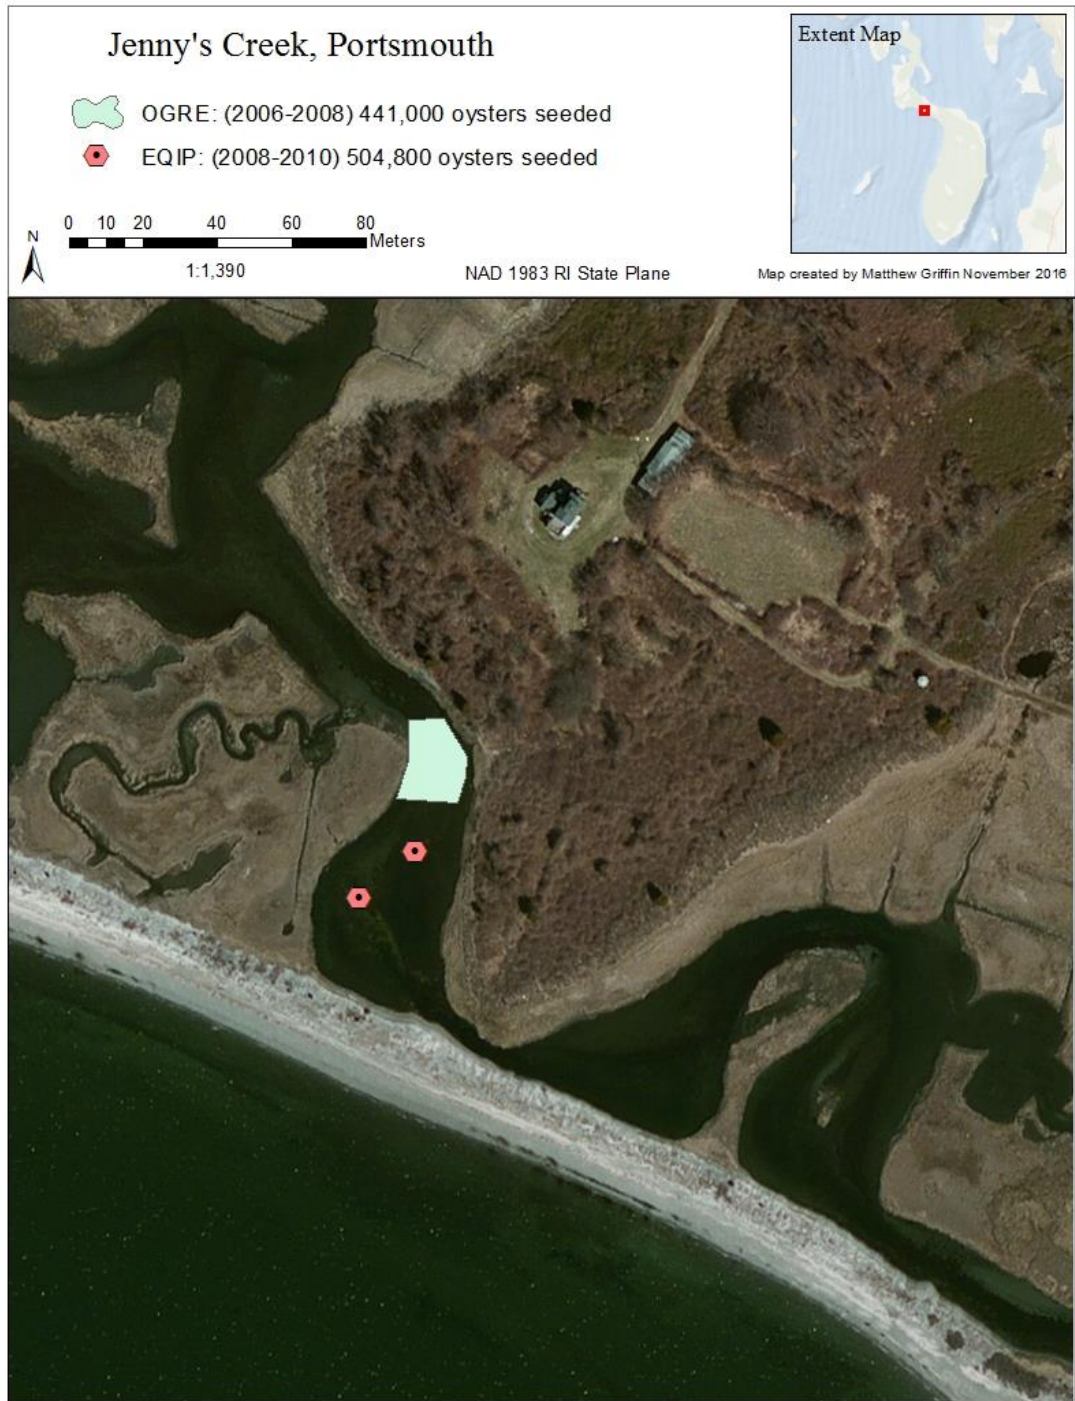 Jenny's Creek, Portsmouth
OGRE: (2006-2008) 441,000 oysters seeded
EQIP: (2008-2010) 504,800 oysters seeded
0 10 20 40 60 80
Meters
N
1:1,390
NAD 1983 RI State Plane
Extent Map
Map created by Matthew Griffin November 2016